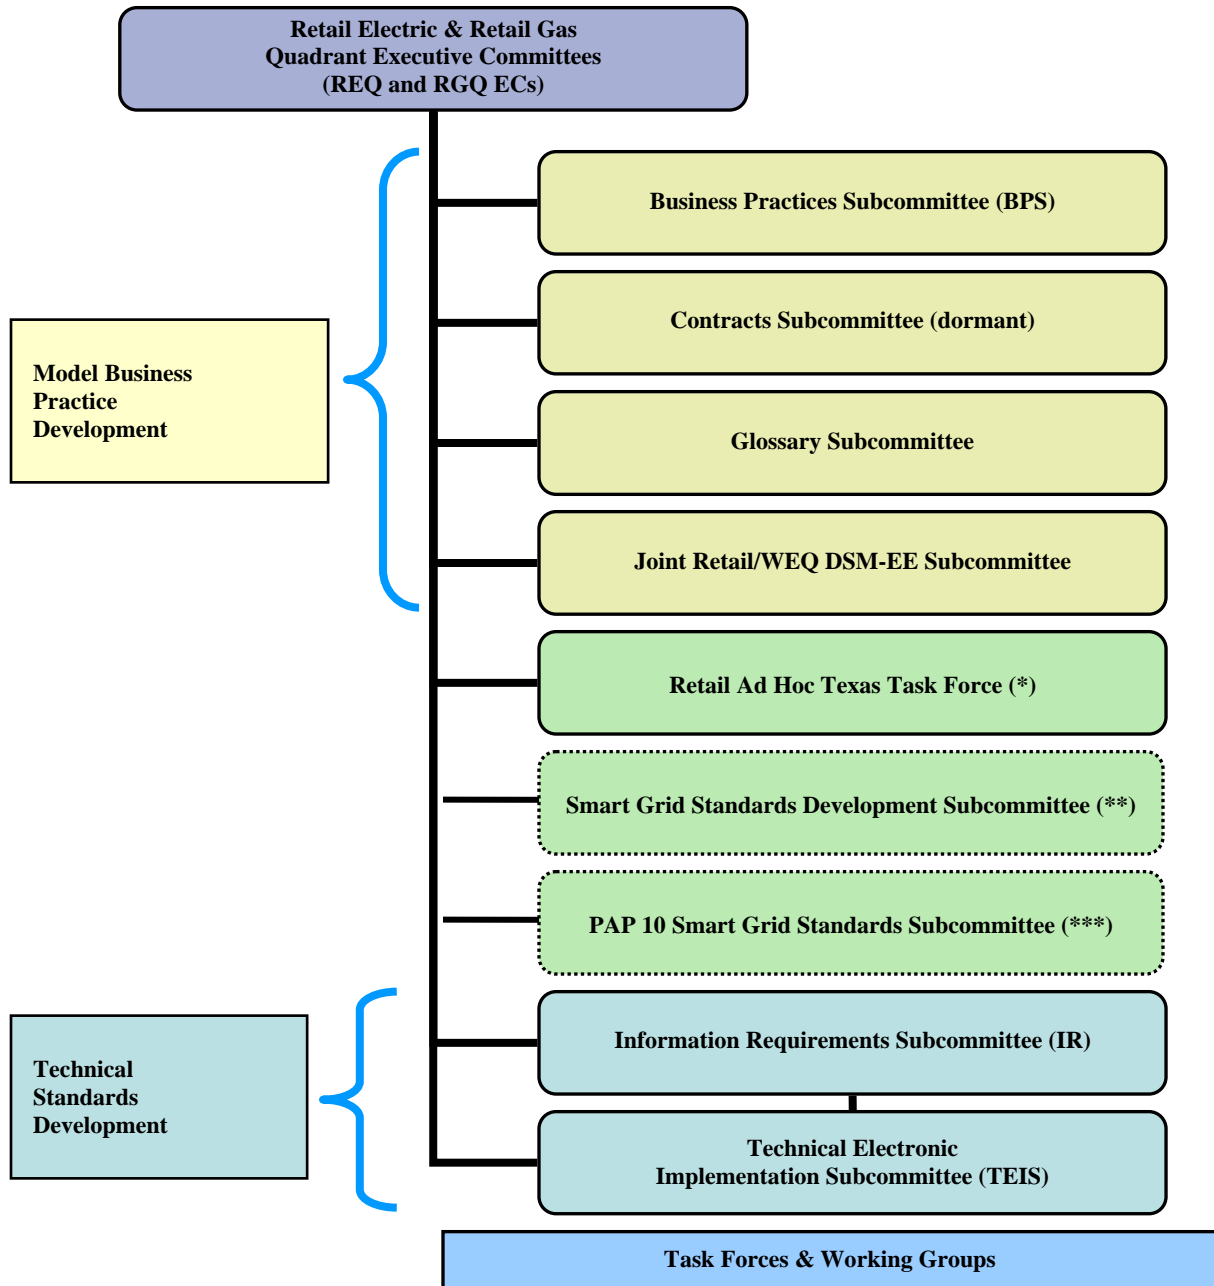 Retail Electric & Retail Gas
Quadrant Executive Committees
(REQ and RGQ ECs)
Business Practices Subcommittee (BPS)
Contracts Subcommittee (dormant)
Model Business
Practice
Development
Glossary Subcommittee
Joint Retail/WEQ DSM-EE Subcommittee
Retail Ad Hoc Texas Task Force (*)
Smart Grid Standards Development Subcommittee (**)
PAP 10 Smart Grid Standards Subcommittee (***)
Information Requirements Subcommittee (IR)
Technical
Standards
Development
Technical Electronic
Implementation Subcommittee (TEIS)
Task Forces & Working Groups